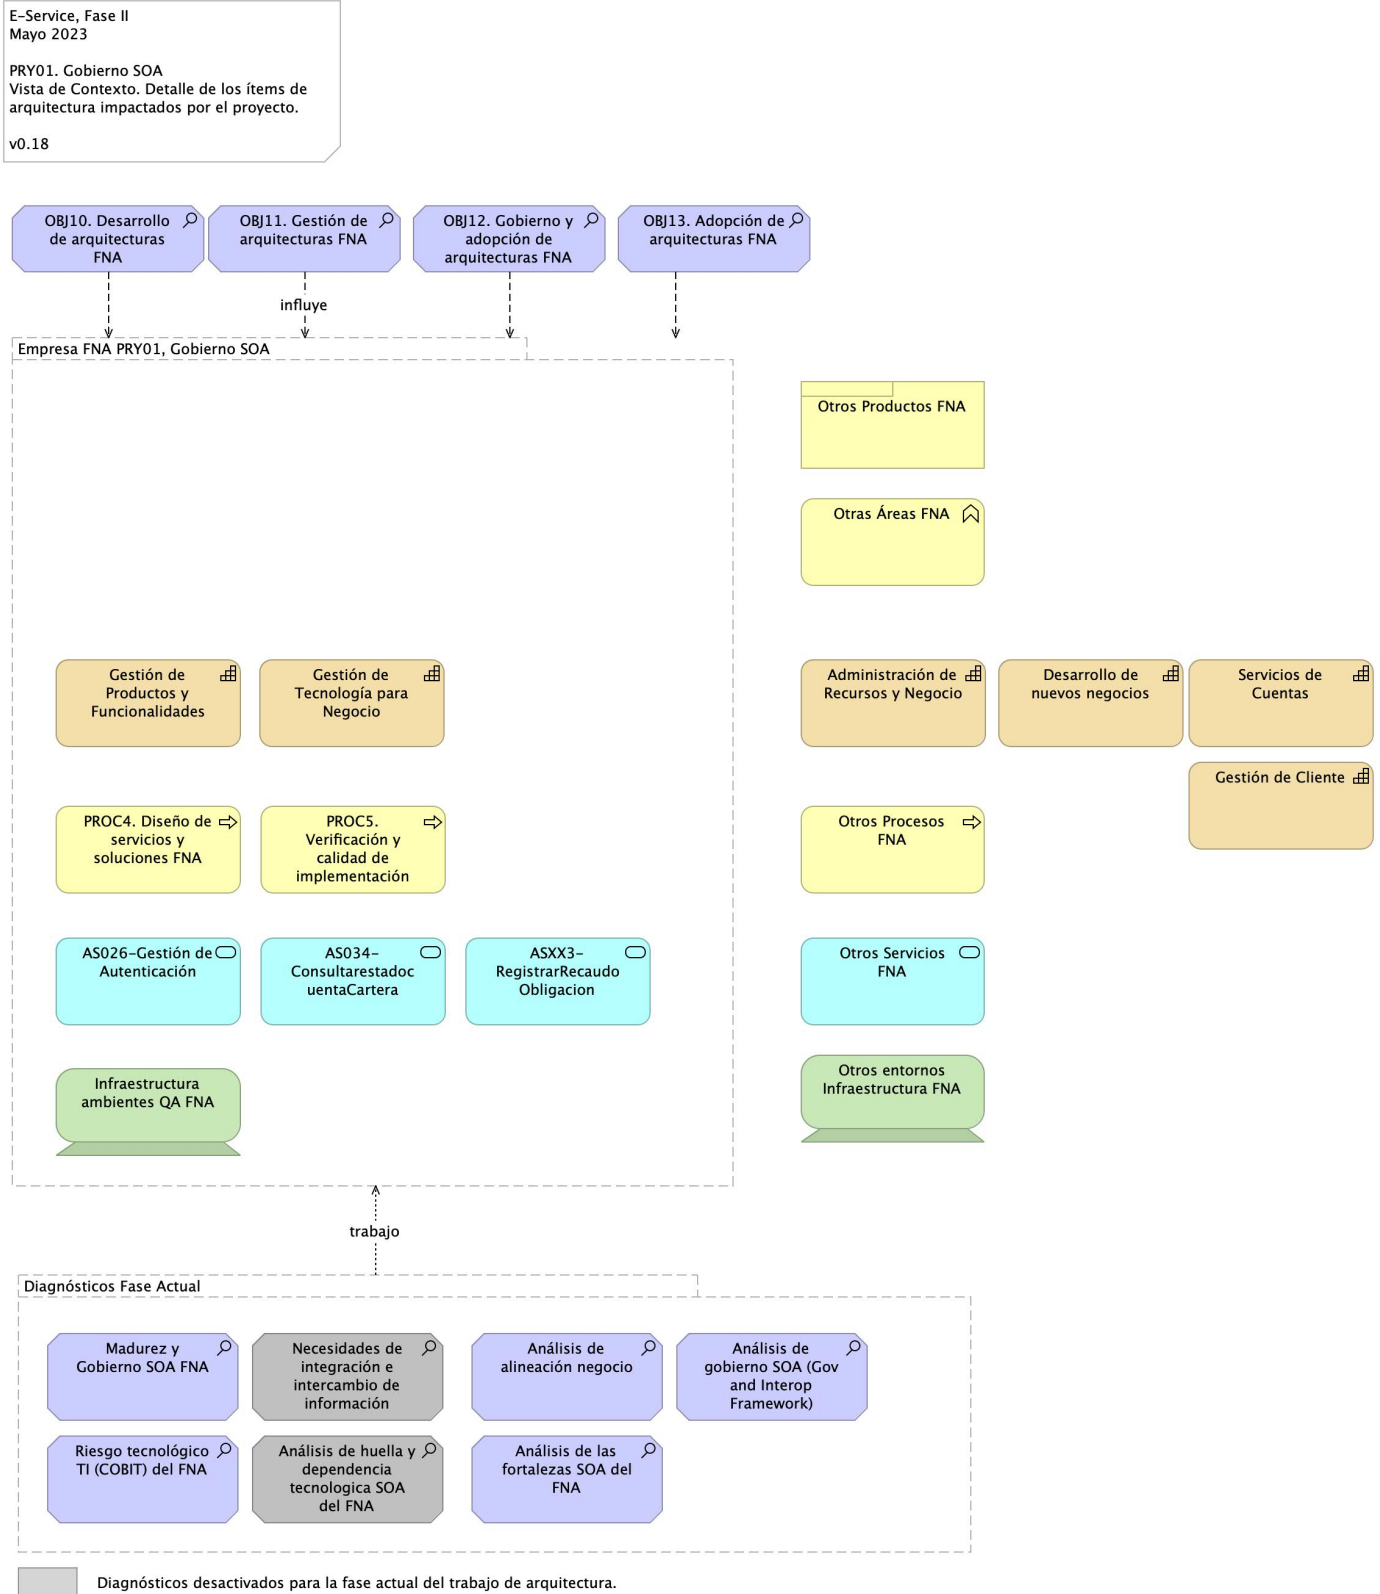 E-Service, Fase II
Mayo 2023
PRY01. Gobierno SOA
Vista de Contexto. Detalle de los ítems de
arquitectura impactados por el proyecto.
v0.18
OBJ10. Desarrollo
de arquitecturas
FNA
OBJ11. Gestión de
arquitecturas FNA
OBJ12. Gobierno y
adopción de
arquitecturas FNA
OBJ13. Adopción de
arquitecturas FNA
influye
Empresa FNA PRY01, Gobierno SOA
Otros Productos FNA
Otras Áreas FNA
Gestión de
Productos y
Funcionalidades
Gestión de
Tecnología para
Negocio
Administración de
Recursos y Negocio
Desarrollo de
nuevos negocios
Servicios de
Cuentas
Gestión de Cliente
PROC4. Diseño de
servicios y
soluciones FNA
PROC5.
Verificación y
calidad de
implementación
Otros Procesos
FNA
AS026-Gestión de
Autenticación
AS034-
Consultarestadoc
uentaCartera
ASXX3-
RegistrarRecaudo
Obligacion
Otros Servicios
FNA
Infraestructura
ambientes QA FNA
Otros entornos
Infraestructura FNA
trabajo
Diagnósticos Fase Actual
Madurez y
Gobierno SOA FNA
Necesidades de
integración e
intercambio de
información
Análisis de
alineación negocio
Análisis de
gobierno SOA (Gov
and Interop
Framework)
Riesgo tecnológico
TI (COBIT) del FNA
Análisis de huella y
dependencia
tecnologica SOA
del FNA
Análisis de las
fortalezas SOA del
FNA
Diagnósticos desactivados para la fase actual del trabajo de arquitectura.